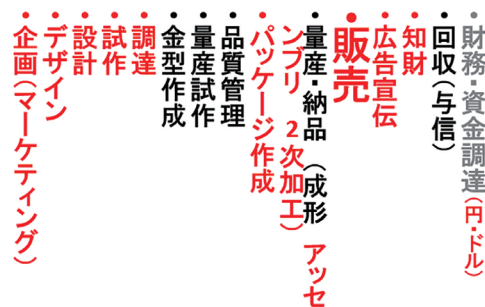 ・財務・資金調達（円・ドル）
・回収（与信）
・知財
・広告宣伝
・販売
・量産・納品（成形 アッセ
ンブリ 2次加工）
・パッケージ作成
・品質管理
・量産試作
・金型作成
・調達
・試作
・設計
・デザイン
・企画（マーケティング）